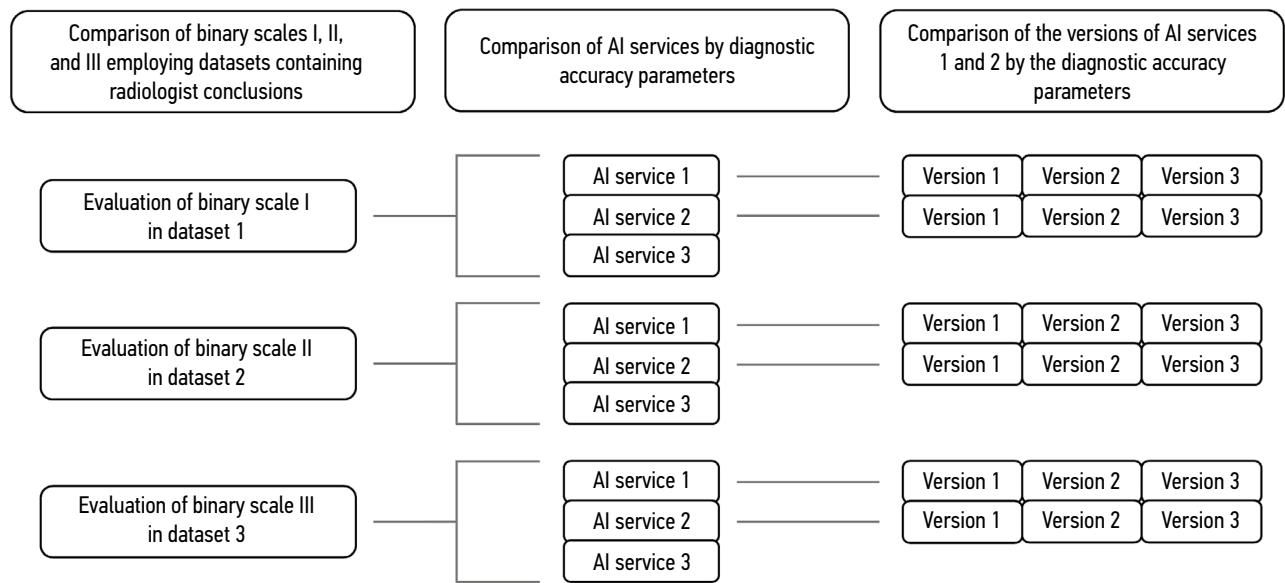 Comparison of binary scales I, II,
and III employing datasets containing
radiologist conclusions
Comparison of AI services by diagnostic
accuracy parameters
Comparison of the versions of AI services
1 and 2 by the diagnostic accuracy
parameters
Evaluation of binary scale I
in dataset 1
AI service 1
AI service 2
AI service 3
Version 1 Version 2 Version 3
Version 1 Version 2 Version 3
Evaluation of binary scale II
in dataset 2
AI service 1
AI service 2
AI service 3
Version 1 Version 2 Version 3
Version 1 Version 2 Version 3
Evaluation of binary scale III
in dataset 3
AI service 1
AI service 2
AI service 3
Version 1 Version 2 Version 3
Version 1 Version 2 Version 3